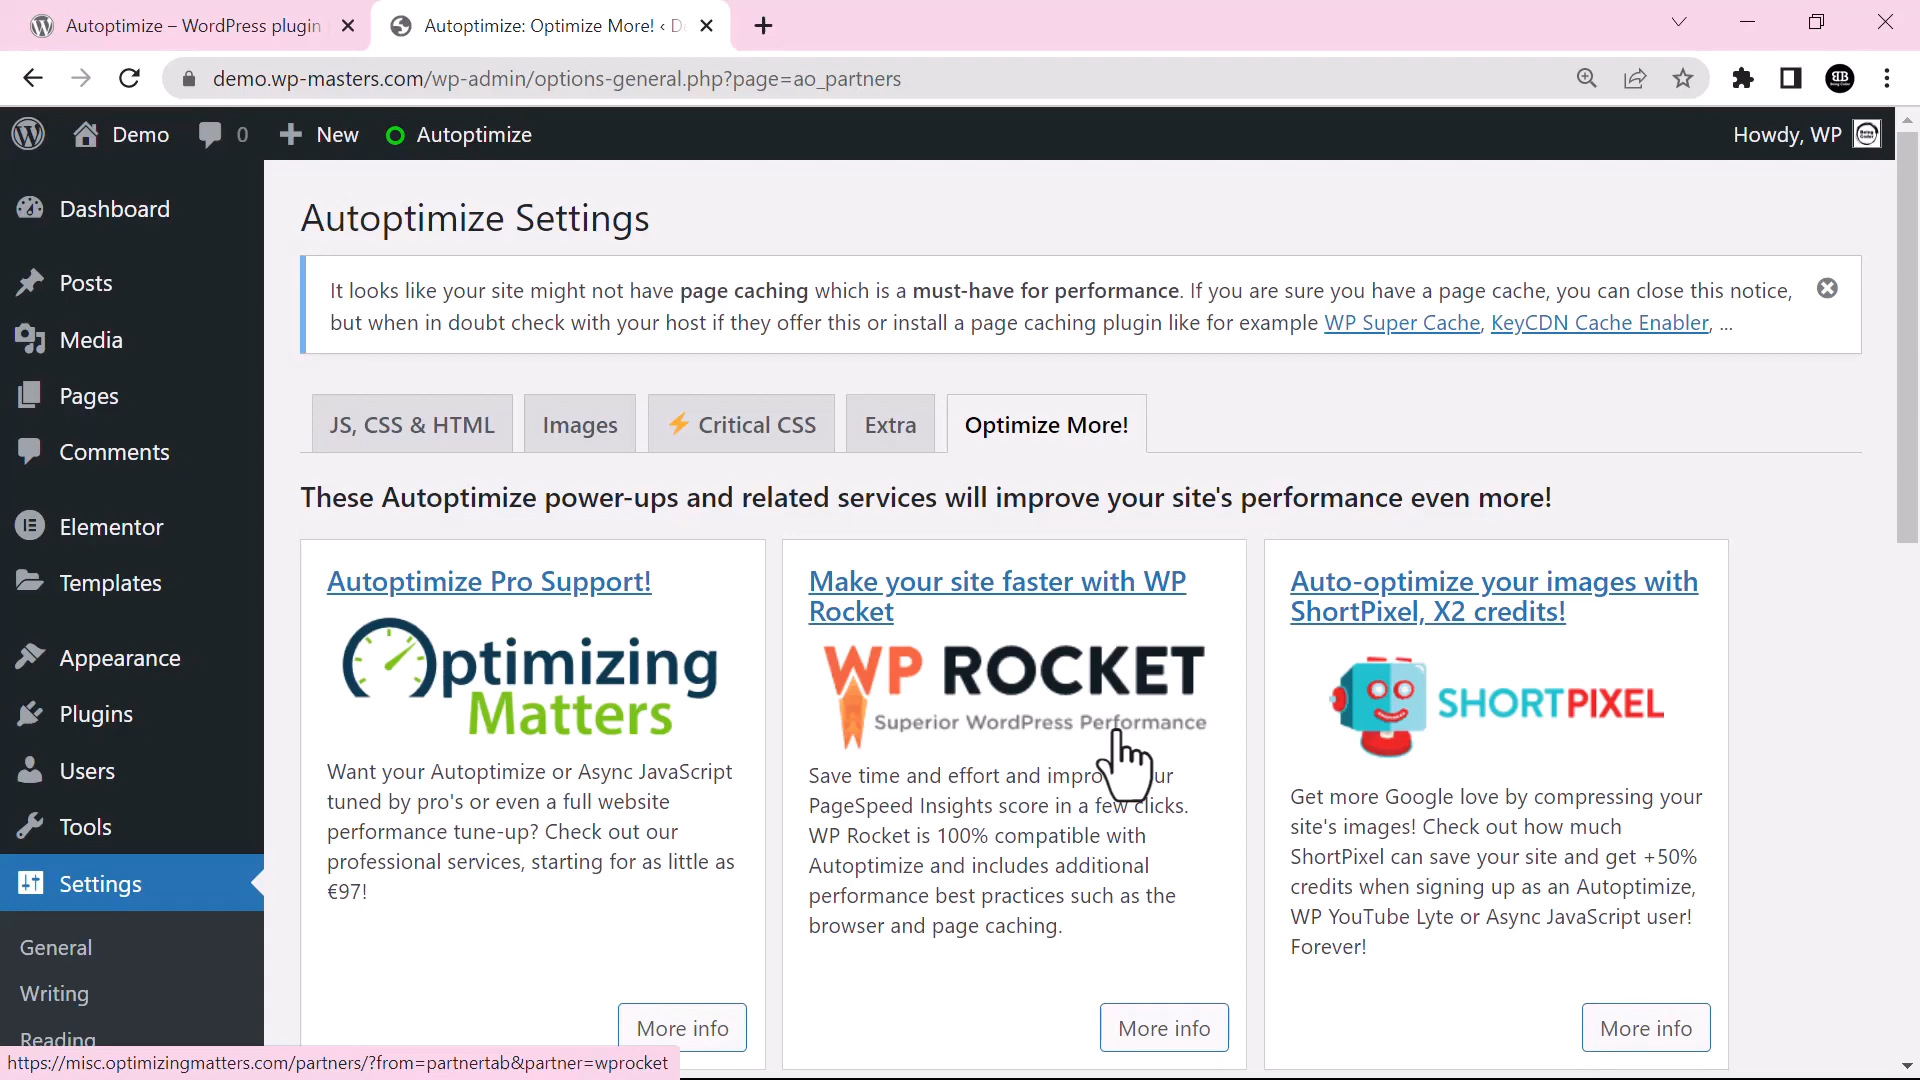 Autoptimize – WordPress plugin
Autoptimize: Optimize More! ‹ D
demo.wp-masters.com/wp-admin/options-general.php?page=ao_partners
Demo
0
New
Autoptimize
Howdy, WP
Dashboard
Posts
Media
Pages
Comments
Elementor
Templates
Appearance
Plugins
Users
Tools
Settings
General
Writing
Reading
Autoptimize Settings
It looks like your site might not have page caching which is a must-have for performance. If you are sure you have a page cache, you can close this notice,
but when in doubt check with your host if they offer this or install a page caching plugin like for example WP Super Cache, KeyCDN Cache Enabler, ...
JS, CSS & HTML
Images
⚡ Critical CSS
Extra
Optimize More!
These Autoptimize power-ups and related services will improve your site's performance even more!
Autoptimize Pro Support!
Optimizing
Matters
Want your Autoptimize or Async JavaScript
tuned by pro's or even a full website
performance tune-up? Check out our
professional services, starting for as little as
€97!
More info
Make your site faster with WP
Rocket
WP ROCKET
Superior WordPress Performance
Save time and effort and impro ur
PageSpeed Insights score in a few clicks.
WP Rocket is 100% compatible with
Autoptimize and includes additional
performance best practices such as the
browser and page caching.
More info
Auto-optimize your images with
ShortPixel, X2 credits!
SHORTPIXEL
Get more Google love by compressing your
site's images! Check out how much
ShortPixel can save your site and get +50%
credits when signing up as an Autoptimize,
WP YouTube Lyte or Async JavaScript user!
Forever!
More info
https://misc.optimizingmatters.com/partners/?from=partnertab&partner=wprocket